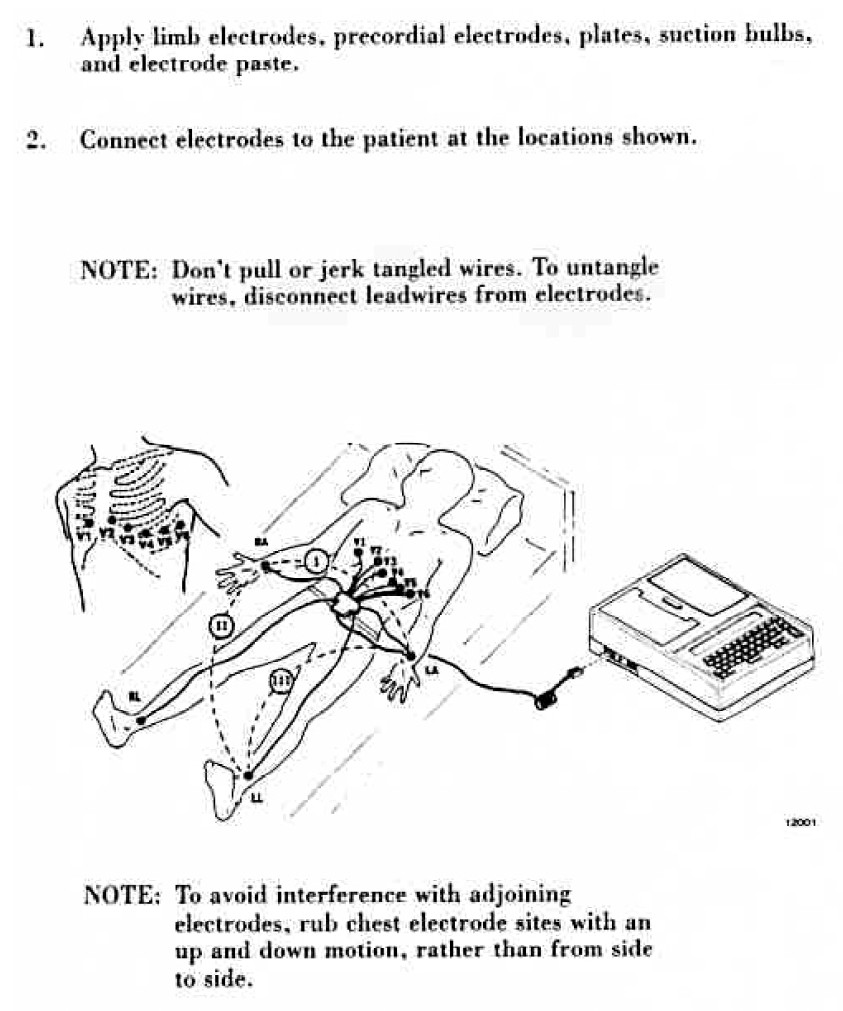 1. Apply limb electrodes, precordial electrodes, plates, suction bulbs,
and electrode paste.
2. Connect electrodes to the patient at the locations shown.
NOTE: Don't pull or jerk tangled wires. To untangle
wires, disconnect leadwires from electrodes.
V1 V2 V3 V4 V5 V6
RA
I
V1
V2
V3
V4
V5
V6
II
III
LA
RL
LL
12001
NOTE: To avoid interference with adjoining
electrodes, rub chest electrode sites with an
up and down motion, rather than from side
to side.